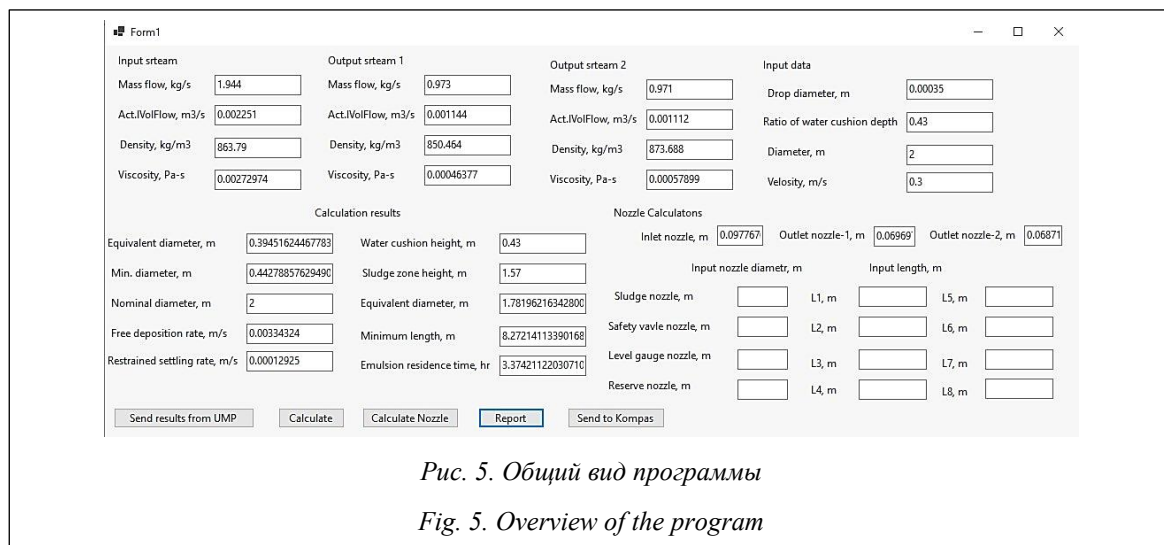 Form1
Input srteam
Mass flow, kg/s 1.944
Act.lVolFlow, m3/s 0.002251
Density, kg/m3 863.79
Viscosity, Pa-s 0.00272974
Output srteam 1
Mass flow, kg/s 0.973
Act.lVolFlow, m3/s 0.001144
Density, kg/m3 850.464
Viscosity, Pa-s 0.00046377
Output srteam 2
Mass flow, kg/s 0.971
Act.lVolFlow, m3/s 0.001112
Density, kg/m3 873.688
Viscosity, Pa-s 0.00057899
Input data
Drop diameter, m 0.00035
Ratio of water cushion depth 0.43
Diameter, m 2
Velosity, m/s 0.3
Calculation results
Equivalent diameter, m 0.39451624467783
Min. diameter, m 0.44278857629490
Nominal diameter, m 2
Free deposition rate, m/s 0.00334324
Restrained settling rate, m/s 0.00012925
Water cushion height, m 0.43
Sludge zone height, m 1.57
Equivalent diameter, m 1.78196216342800
Minimum length, m 8.27214113390168
Emulsion residence time, hr 3.37421122030710
Nozzle Calculatons
Inlet nozzle, m 0.09776 Outlet nozzle-1, m 0.0696 Outlet nozzle-2, m 0.06871
Input nozzle diametr, m Input length, m
Sludge nozzle, m L1, m L5, m
Safety vavle nozzle, m L2, m L6, m
Level gauge nozzle, m L3, m L7, m
Reserve nozzle, m L4, m L8, m
Send results from UMP Calculate Calculate Nozzle Report Send to Kompas
Рис. 5. Общий вид программы
Fig. 5. Overview of the program